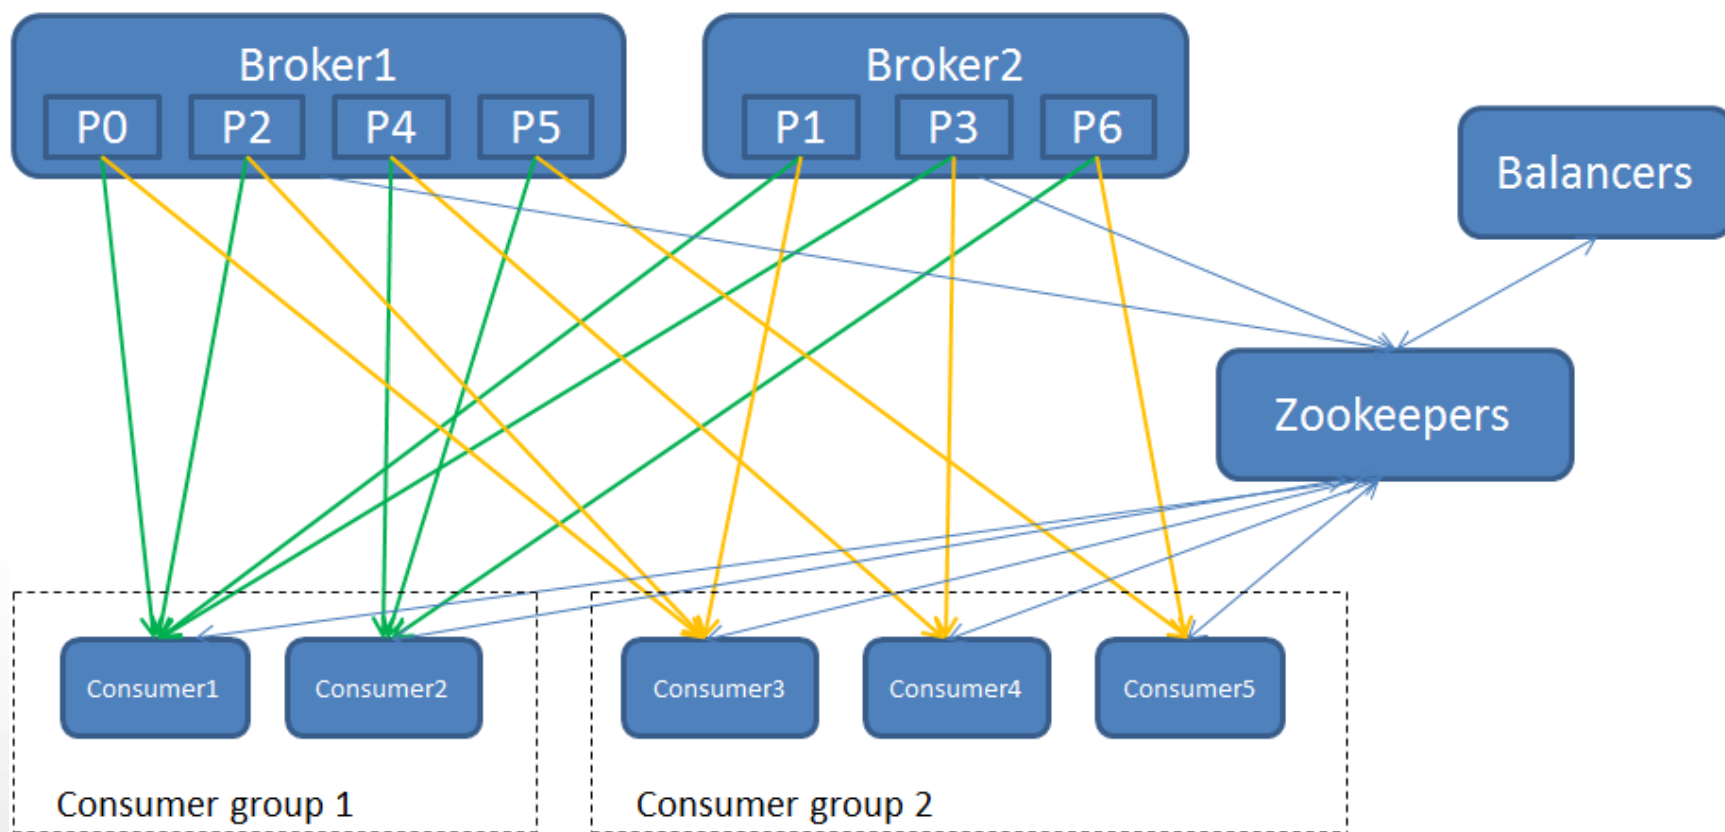 Broker1
P0 P2 P4 P5
Broker2
P1 P3 P6
Balancers
Zookeepers
Consumer1
Consumer2
Consumer3
Consumer4
Consumer5
Consumer group 1
Consumer group 2